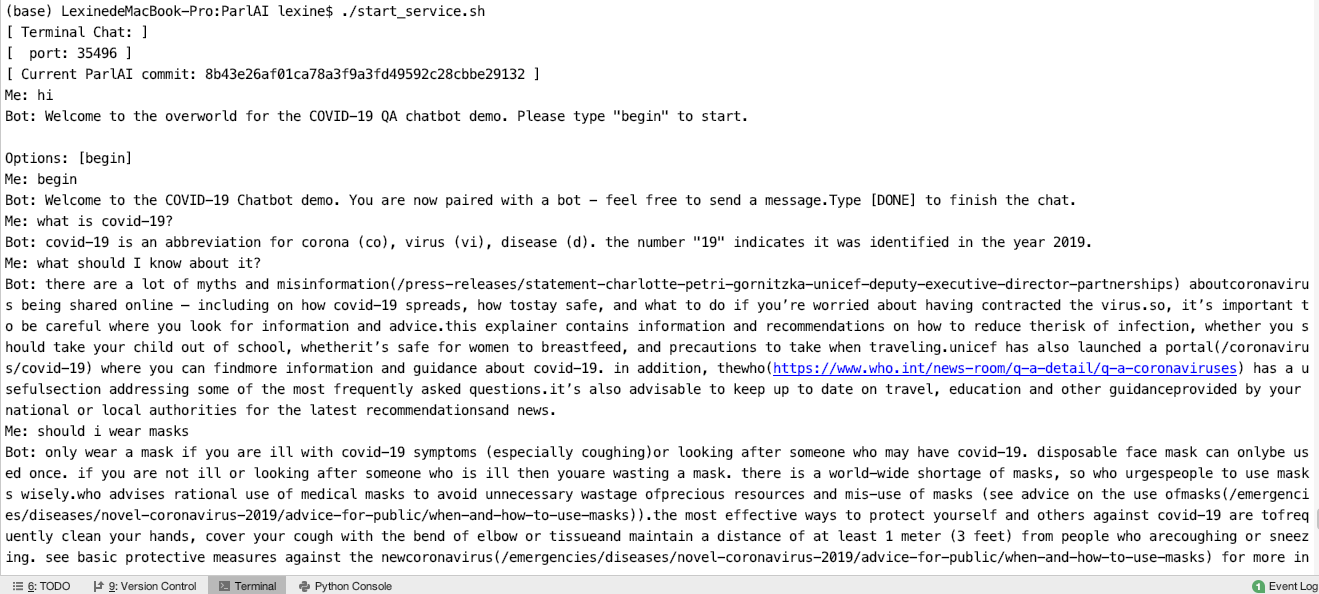 (base) LexinedeMacBook-Pro:ParlAI lexine$ ./start_service.sh
[ Terminal Chat: ]
[  port: 35496 ]
[ Current ParlAI commit: 8b43e26af01ca78a3f9a3fd49592c28cbbe29132 ]
Me: hi
Bot: Welcome to the overworld for the COVID-19 QA chatbot demo. Please type "begin" to start.
Options: [begin]
Me: begin
Bot: Welcome to the COVID-19 Chatbot demo. You are now paired with a bot - feel free to send a message.Type [DONE] to finish the chat.
Me: what is covid-19?
Bot: covid-19 is an abbreviation for corona (co), virus (vi), disease (d). the number "19" indicates it was identified in the year 2019.
Me: what should I know about it?
Bot: there are a lot of myths and misinformation(/press-releases/statement-charlotte-petri-gornitzka-unicef-deputy-executive-director-partnerships) aboutcoronaviru
s being shared online – including on how covid-19 spreads, how tostay safe, and what to do if you’re worried about having contracted the virus.so, it’s important t
o be careful where you look for information and advice.this explainer contains information and recommendations on how to reduce therisk of infection, whether you s
hould take your child out of school, whetherit’s safe for women to breastfeed, and precautions to take when traveling.unicef has also launched a portal(/coronaviru
s/covid-19) where you can findmore information and guidance about covid-19. in addition, thewho(https://www.who.int/news-room/q-a-detail/q-a-coronaviruses) has a u
sefulsection addressing some of the most frequently asked questions.it’s also advisable to keep up to date on travel, education and other guidanceprovided by your
national or local authorities for the latest recommendationsand news.
Me: should i wear masks
Bot: only wear a mask if you are ill with covid-19 symptoms (especially coughing)or looking after someone who may have covid-19. disposable face mask can onlybe us
ed once. if you are not ill or looking after someone who is ill then youare wasting a mask. there is a world-wide shortage of masks, so who urgespeople to use mask
s wisely.who advises rational use of medical masks to avoid unnecessary wastage ofprecious resources and mis-use of masks (see advice on the use ofmasks(/emergenci
es/diseases/novel-coronavirus-2019/advice-for-public/when-and-how-to-use-masks)).the most effective ways to protect yourself and others against covid-19 are tofreq
uently clean your hands, cover your cough with the bend of elbow or tissueand maintain a distance of at least 1 meter (3 feet) from people who arecoughing or sneez
ing. see basic protective measures against the newcoronavirus(/emergencies/diseases/novel-coronavirus-2019/advice-for-public/when-and-how-to-use-masks) for more in
6: TODO 9: Version Control Terminal Python Console 1 Event Log